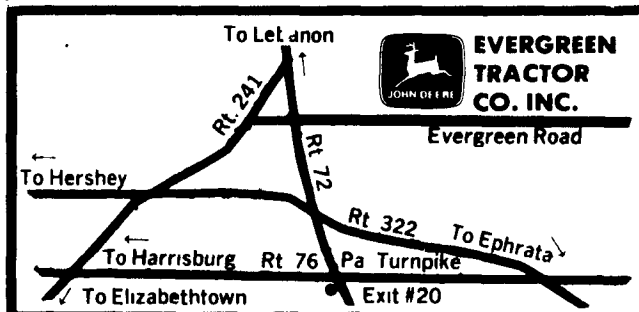 To Lebanon
EVERGREEN
TRACTOR
CO. INC.
JOHN DEERE
Rt. 241
Evergreen Road
Rt 72
To Hershey
Rt 322
To Ephrata
To Harrisburg Rt 76 Pa Turnpike
To Elizabethtown
Exit #20